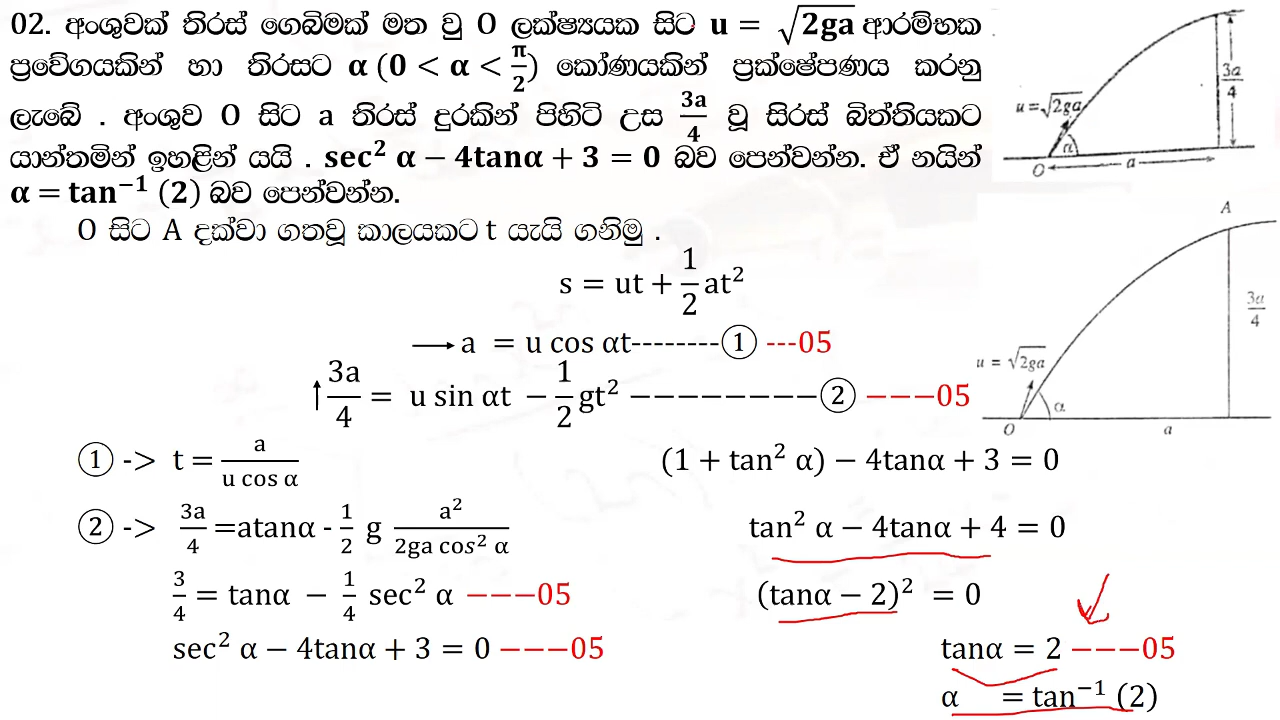 02. අංශුවක් තිරස් ගෙබිමක් මත වු O ලක්ෂ්‍යයක සිට u = √2ga ආරම්භක
ප්‍රවේගයකින් හා තිරසට α (0 < α < π/2) කෝණයකින් ප්‍රක්ෂේපණය කරනු
ලැබේ . අංශුව O සිට a තිරස් දුරකින් පිහිටි උස 3a/4 වූ සිරස් බිත්තියකට
යාන්තමින් ඉහළින් යයි . sec² α − 4tanα + 3 = 0 බව පෙන්වන්න. ඒ නයින්
α = tan⁻¹ (2) බව පෙන්වන්න.
u = √2ga
3a/4
α
O
a
O සිට A දක්වා ගතවූ කාලයකට t යැයි ගනිමු .
s = ut + 1/2 at²
→ a = u cos αt--------① ---05
↑ 3a/4 = u sin αt − 1/2 gt² −−−−−−−−−② −−−05
A
3a/4
u = √2ga
α
O
a
① -> t = a/(u cos α)
② -> 3a/4 =atanα - 1/2 g a²/(2ga cos² α)
3/4 = tanα − 1/4 sec² α −−−05
sec² α − 4tanα + 3 = 0 −−−05
(1 + tan² α) − 4tanα + 3 = 0
tan² α − 4tanα + 4 = 0
(tanα − 2)² = 0
tanα = 2 −−−05
α = tan⁻¹ (2)